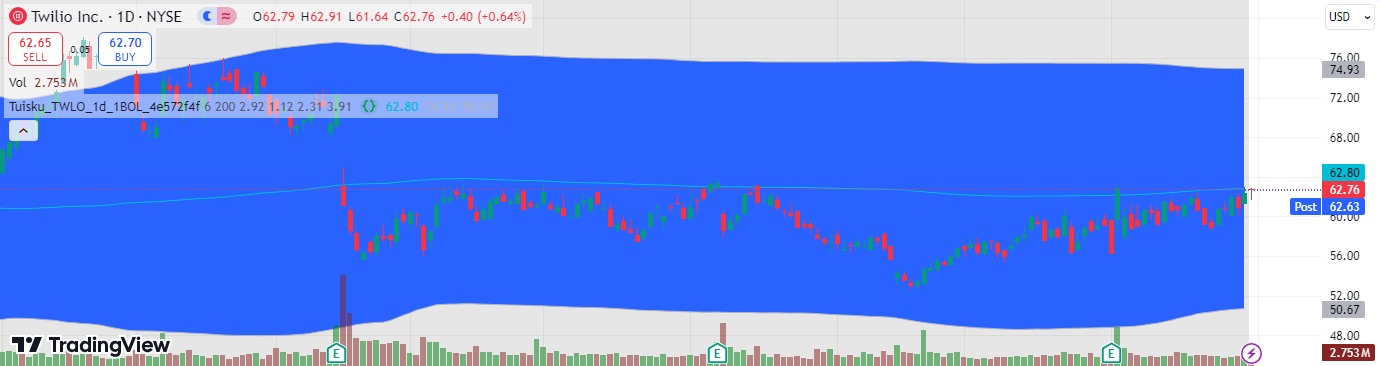 Twilio Inc. · 1D · NYSE O62.79 H62.91 L61.64 C62.76 +0.40 (+0.64%)
USD
62.65
SELL
0.05
62.70
BUY
Vol 2.753 M
Tuisku_TWLO_1d_1BOL_4e572f4f 6 200 2.92 1.12 2.31 3.91 62.80
76.00
74.93
72.00
68.00
62.80
62.76
Post 62.63
60.00
56.00
52.00
50.67
48.00
2.753 M
TradingView
E
E
E